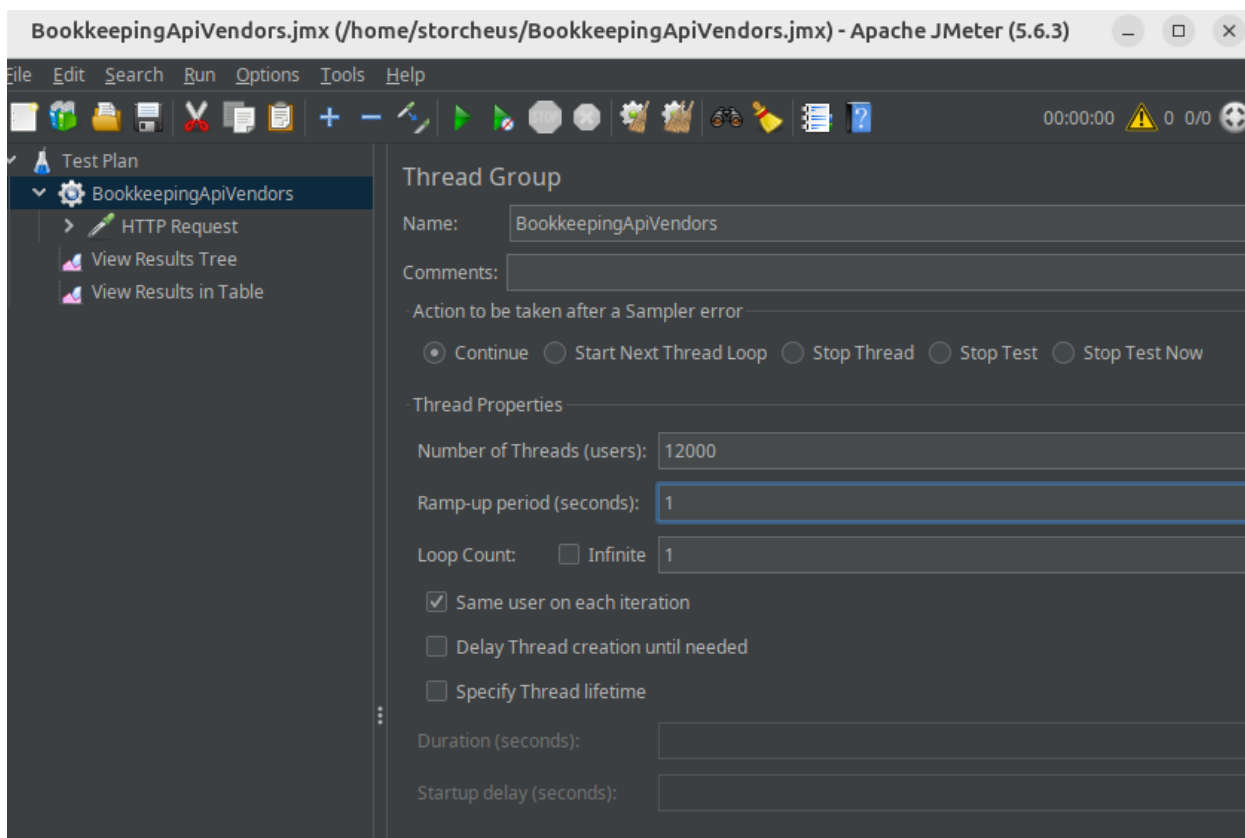 BookkeepingApiVendors.jmx (/home/storcheus/BookkeepingApiVendors.jmx) - Apache JMeter (5.6.3)
File Edit Search Run Options Tools Help
STOP 00:00:00 0 0/0
Test Plan
BookkeepingApiVendors
HTTP Request
View Results Tree
View Results in Table
Thread Group
Name: BookkeepingApiVendors
Comments:
Action to be taken after a Sampler error
Continue Start Next Thread Loop Stop Thread Stop Test Stop Test Now
Thread Properties
Number of Threads (users): 12000
Ramp-up period (seconds): 1
Loop Count: Infinite 1
Same user on each iteration
Delay Thread creation until needed
Specify Thread lifetime
Duration (seconds):
Startup delay (seconds):